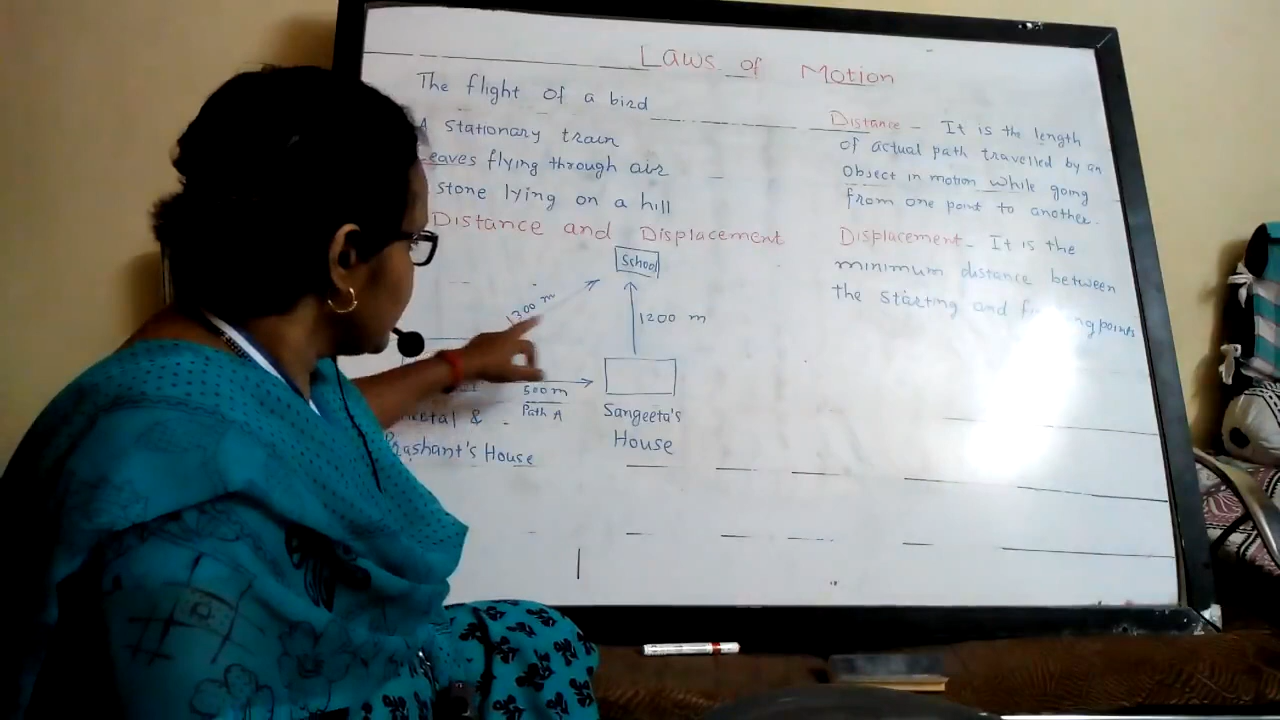 Laws of Motion
The flight of a bird
A stationary train
Leaves flying through air
stone lying on a hill
Distance and Displacement
School
1300 m
1200 m
500m
Path A
&
Prashant's House
Sangeeta's
House
Distance - It is the length
of actual path travelled by an
object in motion while going
from one point to another.
Displacement - It is the
minimum distance between
the starting and points